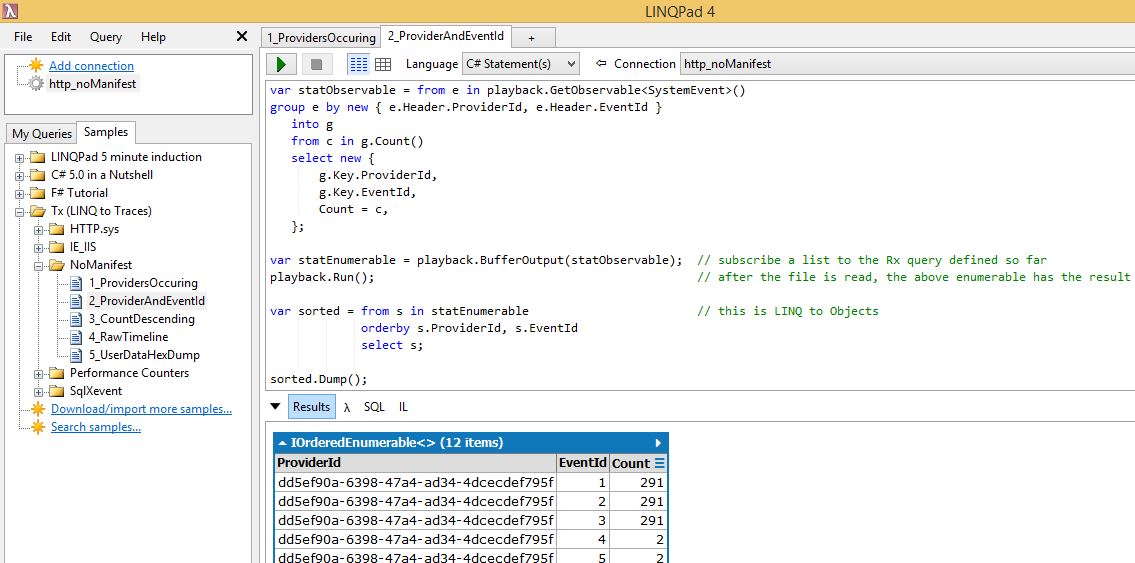 LINQPad 4
File Edit Query Help
Add connection
http_noManifest
My Queries Samples
LINQPad 5 minute induction
C# 5.0 in a Nutshell
F# Tutorial
Tx (LINQ to Traces)
HTTP.sys
IE_IIS
NoManifest
1_ProvidersOccuring
2_ProviderAndEventId
3_CountDescending
4_RawTimeline
5_UserDataHexDump
Performance Counters
SqlXevent
Download/import more samples...
Search samples...
1_ProvidersOccuring 2_ProviderAndEventId +
Language C# Statement(s) Connection http_noManifest
var statObservable = from e in playback.GetObservable<SystemEvent>()
group e by new { e.Header.ProviderId, e.Header.EventId }
into g
from c in g.Count()
select new {
g.Key.ProviderId,
g.Key.EventId,
Count = c,
};
var statEnumerable = playback.BufferOutput(statObservable); // subscribe a list to the Rx query defined so far
playback.Run(); // after the file is read, the above enumerable has the result
var sorted = from s in statEnumerable // this is LINQ to Objects
orderby s.ProviderId, s.EventId
select s;
sorted.Dump();
Results λ SQL IL
IOrderedEnumerable<> (12 items)
ProviderId EventId Count
dd5ef90a-6398-47a4-ad34-4dcecdef795f 1 291
dd5ef90a-6398-47a4-ad34-4dcecdef795f 2 291
dd5ef90a-6398-47a4-ad34-4dcecdef795f 3 291
dd5ef90a-6398-47a4-ad34-4dcecdef795f 4 2
dd5ef90a-6398-47a4-ad34-4dcecdef795f 5 2